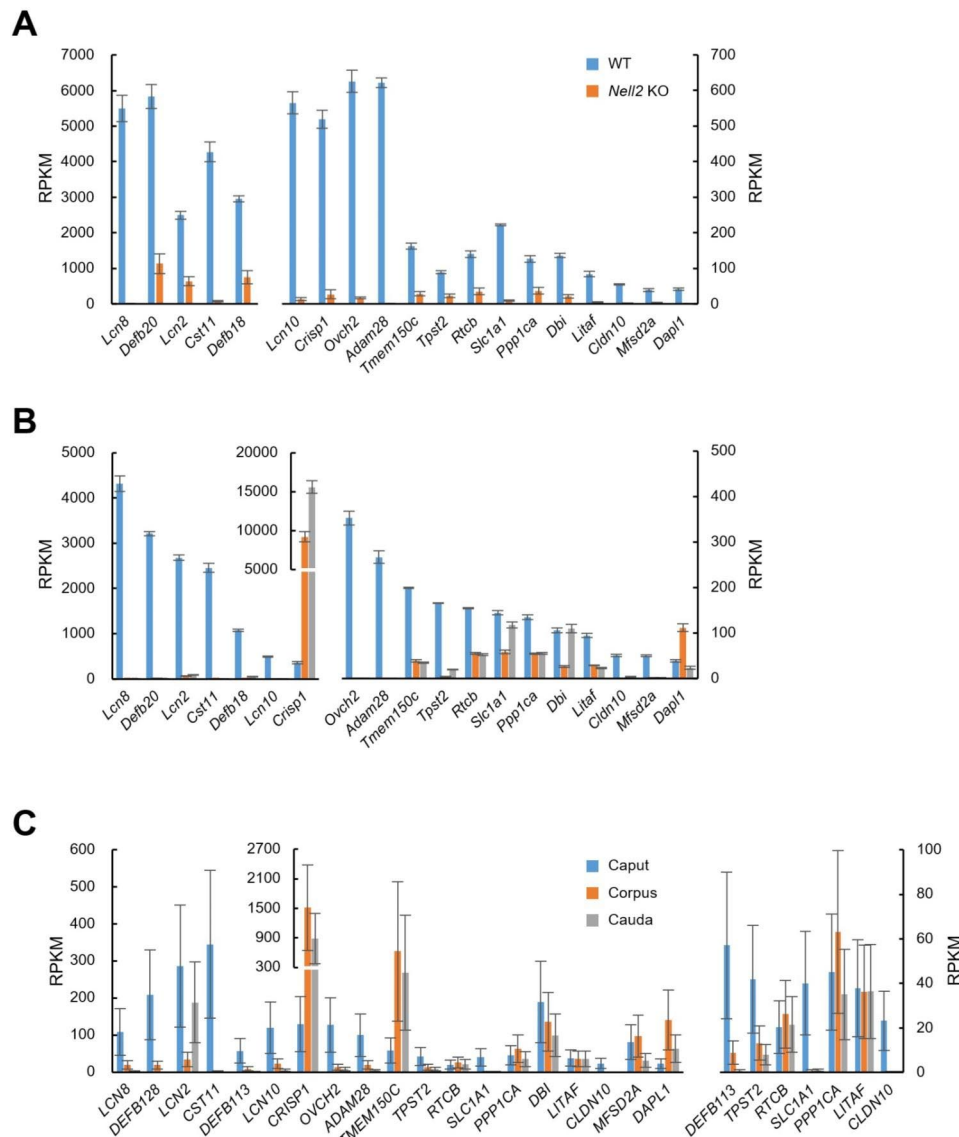 A
7000
6000
5000
4000
3000
2000
1000
0
RPKM
WT
Nell2 KO
700
600
500
400
300
200
100
0
RPKM
Lcn8
Defb20
Lcn2
Cst11
Defb18
Lcn10
Crisp1
Ovch2
Adam28
Tmem150c
Tpst2
Rtcb
Slc1a1
Ppp1ca
Dbi
Litaf
Cldn10
Mfsd2a
Dapl1
B
5000
4000
3000
2000
1000
0
RPKM
20000
15000
10000
5000
500
400
300
200
100
0
RPKM
Lcn8
Defb20
Lcn2
Cst11
Defb18
Lcn10
Crisp1
Ovch2
Adam28
Tmem150c
Tpst2
Rtcb
Slc1a1
Ppp1ca
Dbi
Litaf
Cldn10
Mfsd2a
Dapl1
C
600
500
400
300
200
100
0
RPKM
2700
2100
1500
900
300
Caput
Corpus
Cauda
100
80
60
40
20
0
RPKM
LCN8
DEFB128
LCN2
CST11
DEFB113
LCN10
CRISP1
OVCH2
ADAM28
TMEM150C
TPST2
RTCB
SLC1A1
PPP1CA
DBI
LITAF
CLDN10
MFSD2A
DAPL1
DEFB113
TPST2
RTCB
SLC1A1
PPP1CA
LITAF
CLDN10